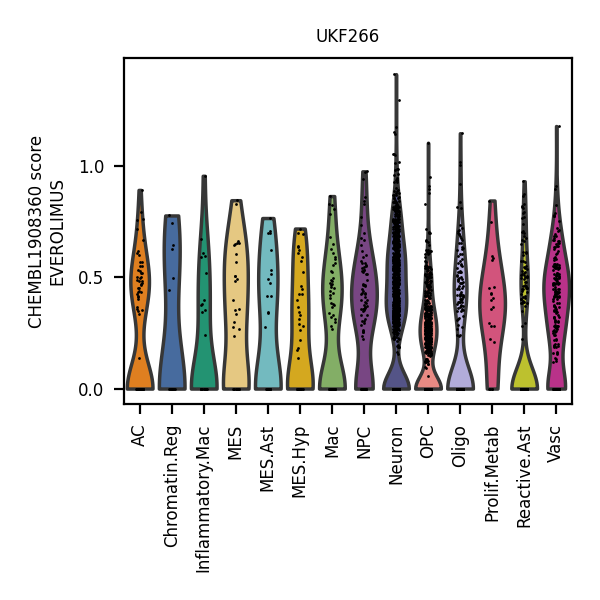 UKF266
CHEMBL1908360 score
EVEROLIMUS
1.0
0.5
0.0
AC
Chromatin.Reg
Inflammatory.Mac
MES
MES.Ast
MES.Hyp
Mac
NPC
Neuron
OPC
Oligo
Prolif.Metab
Reactive.Ast
Vasc